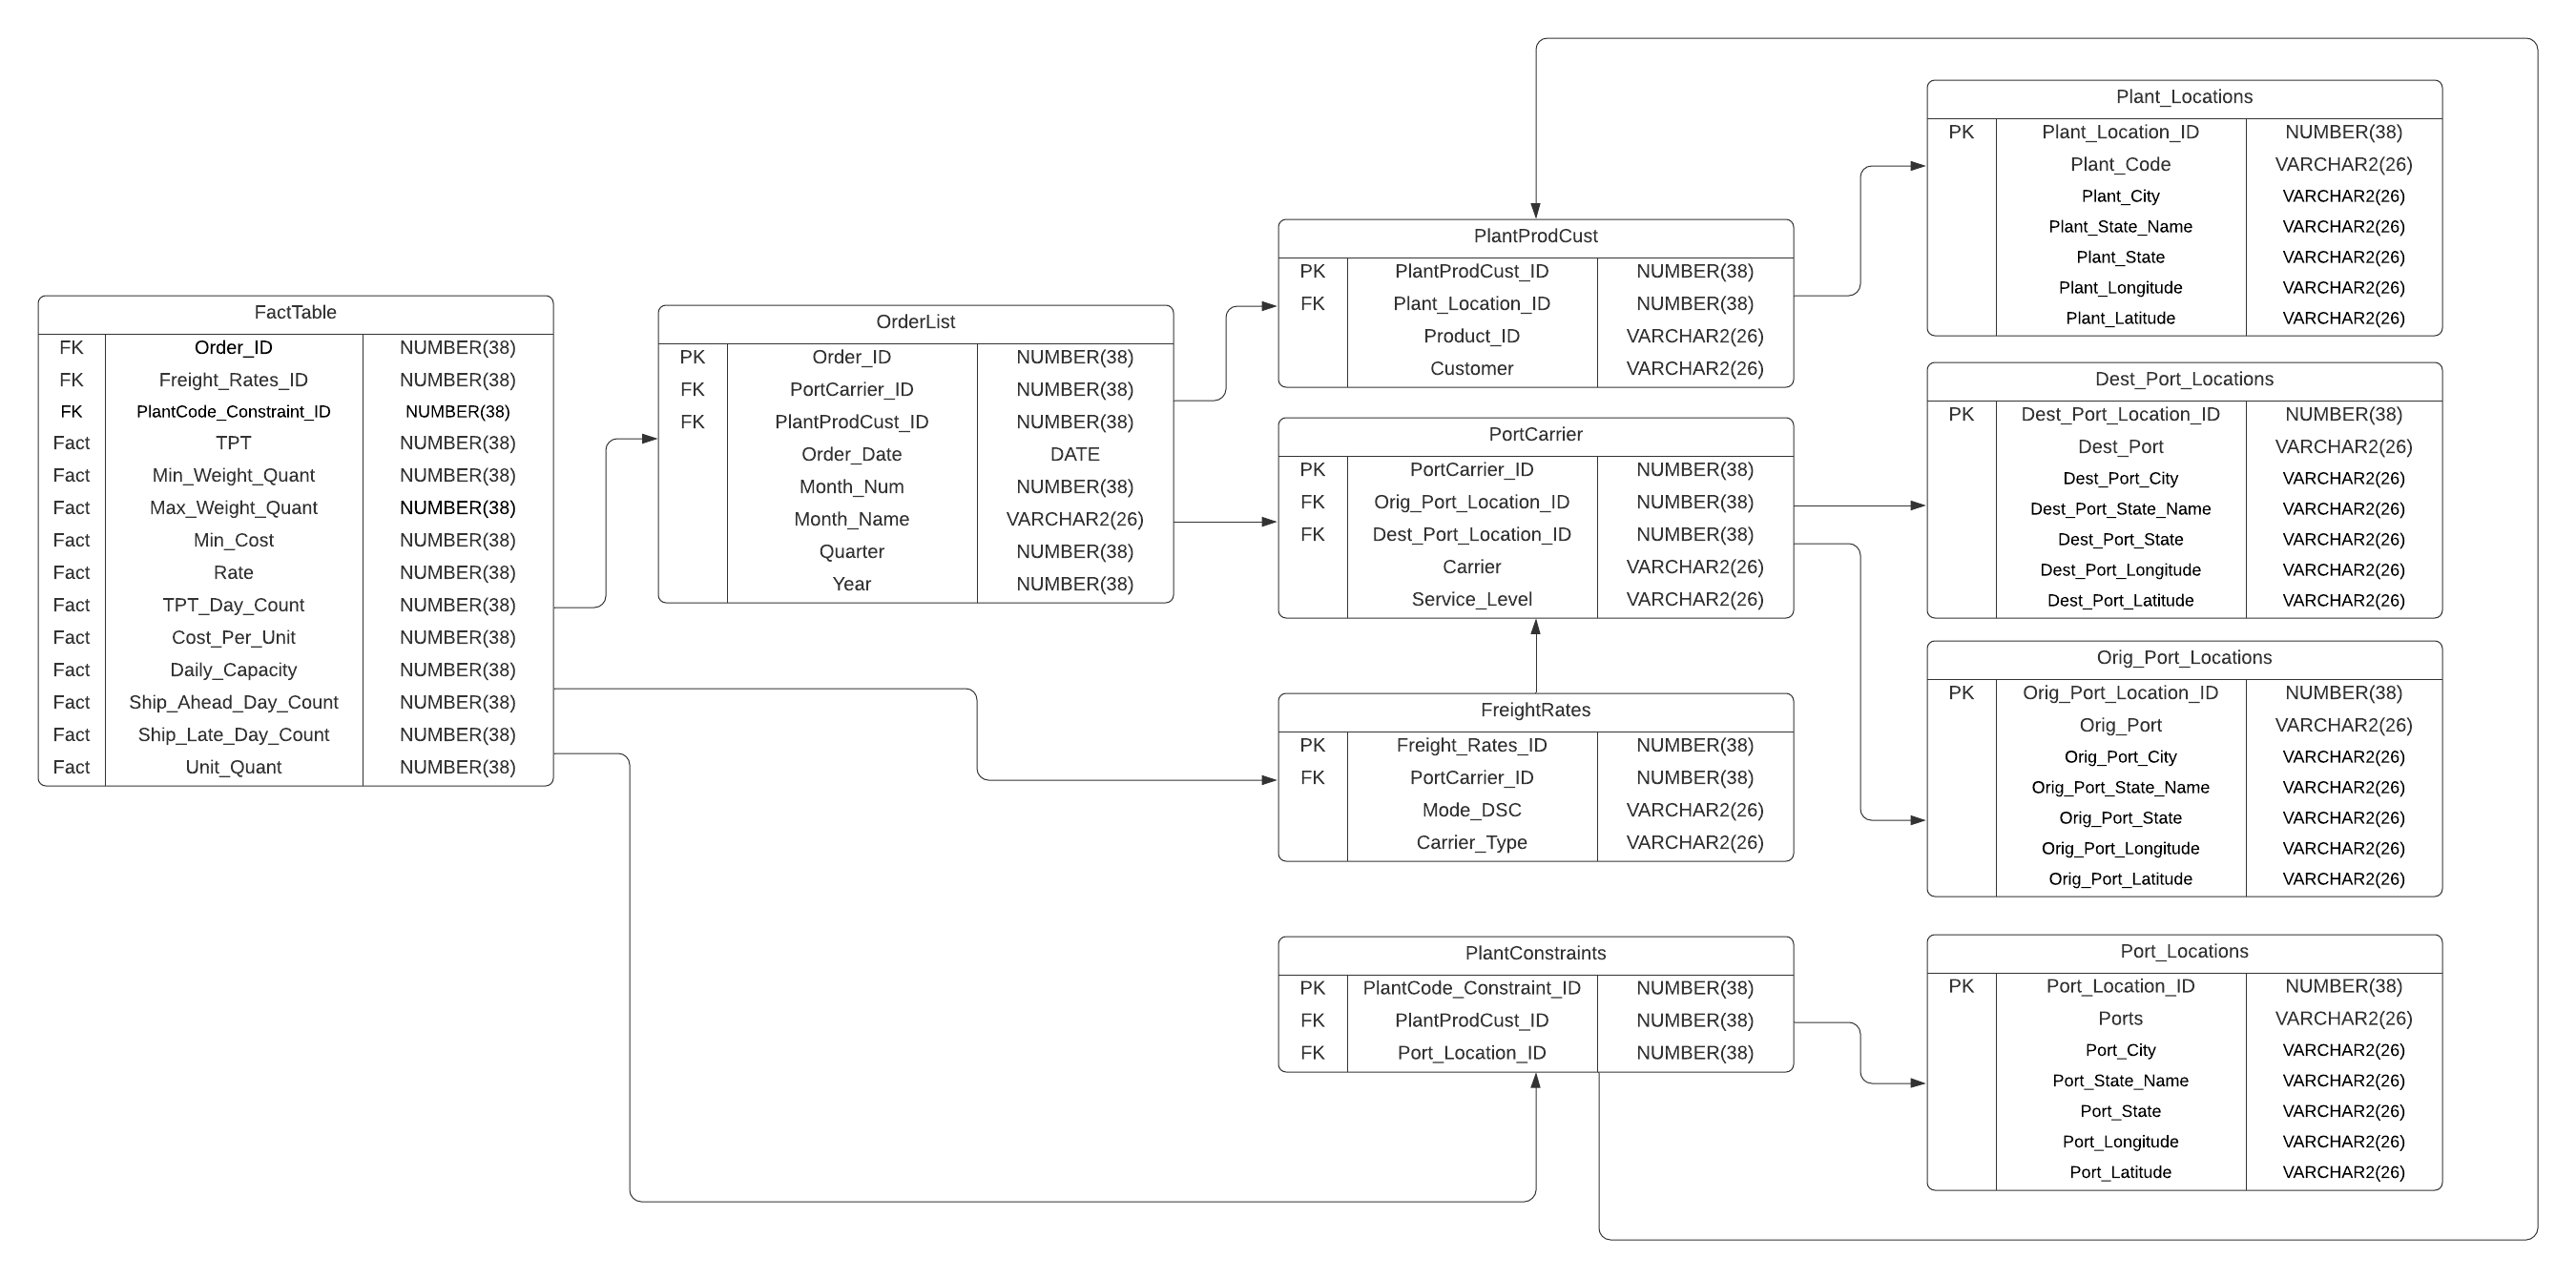 FactTable
FK Order_ID NUMBER(38)
FK Freight_Rates_ID NUMBER(38)
FK PlantCode_Constraint_ID NUMBER(38)
Fact TPT NUMBER(38)
Fact Min_Weight_Quant NUMBER(38)
Fact Max_Weight_Quant NUMBER(38)
Fact Min_Cost NUMBER(38)
Fact Rate NUMBER(38)
Fact TPT_Day_Count NUMBER(38)
Fact Cost_Per_Unit NUMBER(38)
Fact Daily_Capacity NUMBER(38)
Fact Ship_Ahead_Day_Count NUMBER(38)
Fact Ship_Late_Day_Count NUMBER(38)
Fact Unit_Quant NUMBER(38)
OrderList
PK Order_ID NUMBER(38)
FK PortCarrier_ID NUMBER(38)
FK PlantProdCust_ID NUMBER(38)
Order_Date DATE
Month_Num NUMBER(38)
Month_Name VARCHAR2(26)
Quarter NUMBER(38)
Year NUMBER(38)
PlantProdCust
PK PlantProdCust_ID NUMBER(38)
FK Plant_Location_ID NUMBER(38)
Product_ID VARCHAR2(26)
Customer VARCHAR2(26)
PortCarrier
PK PortCarrier_ID NUMBER(38)
FK Orig_Port_Location_ID NUMBER(38)
FK Dest_Port_Location_ID NUMBER(38)
Carrier VARCHAR2(26)
Service_Level VARCHAR2(26)
FreightRates
PK Freight_Rates_ID NUMBER(38)
FK PortCarrier_ID NUMBER(38)
Mode_DSC VARCHAR2(26)
Carrier_Type VARCHAR2(26)
PlantConstraints
PK PlantCode_Constraint_ID NUMBER(38)
FK PlantProdCust_ID NUMBER(38)
FK Port_Location_ID NUMBER(38)
Plant_Locations
PK Plant_Location_ID NUMBER(38)
Plant_Code VARCHAR2(26)
Plant_City VARCHAR2(26)
Plant_State_Name VARCHAR2(26)
Plant_State VARCHAR2(26)
Plant_Longitude VARCHAR2(26)
Plant_Latitude VARCHAR2(26)
Dest_Port_Locations
PK Dest_Port_Location_ID NUMBER(38)
Dest_Port VARCHAR2(26)
Dest_Port_City VARCHAR2(26)
Dest_Port_State_Name VARCHAR2(26)
Dest_Port_State VARCHAR2(26)
Dest_Port_Longitude VARCHAR2(26)
Dest_Port_Latitude VARCHAR2(26)
Orig_Port_Locations
PK Orig_Port_Location_ID NUMBER(38)
Orig_Port VARCHAR2(26)
Orig_Port_City VARCHAR2(26)
Orig_Port_State_Name VARCHAR2(26)
Orig_Port_State VARCHAR2(26)
Orig_Port_Longitude VARCHAR2(26)
Orig_Port_Latitude VARCHAR2(26)
Port_Locations
PK Port_Location_ID NUMBER(38)
Ports VARCHAR2(26)
Port_City VARCHAR2(26)
Port_State_Name VARCHAR2(26)
Port_State VARCHAR2(26)
Port_Longitude VARCHAR2(26)
Port_Latitude VARCHAR2(26)